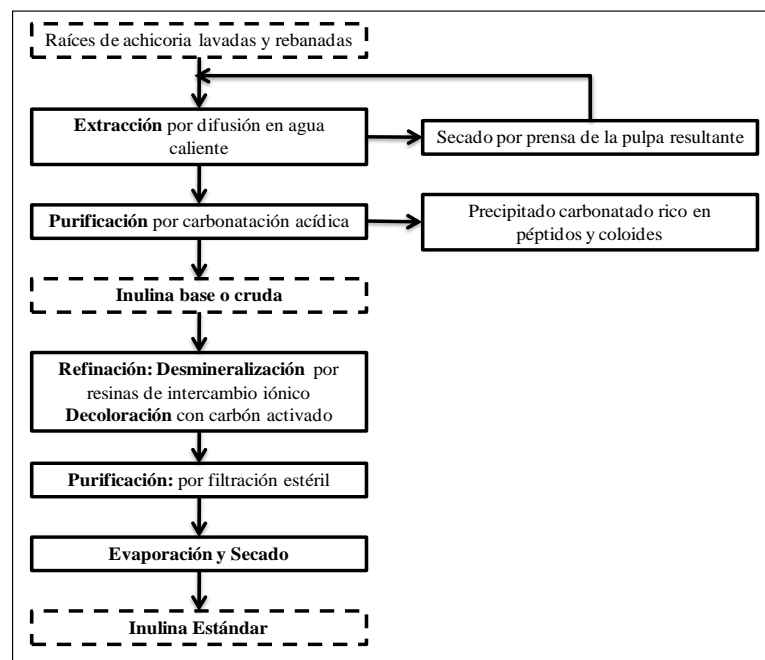 Raíces de achicoria lavadas y rebanadas
Extracción por difusión en agua
caliente
Secado por prensa de la pulpa resultante
Purificación por carbonatación acídica
Precipitado carbonatado rico en
péptidos y coloides
Inulina base o cruda
Refinación: Desmineralización por
resinas de intercambio iónico
Decoloración con carbón activado
Purificación: por filtración estéril
Evaporación y Secado
Inulina Estándar